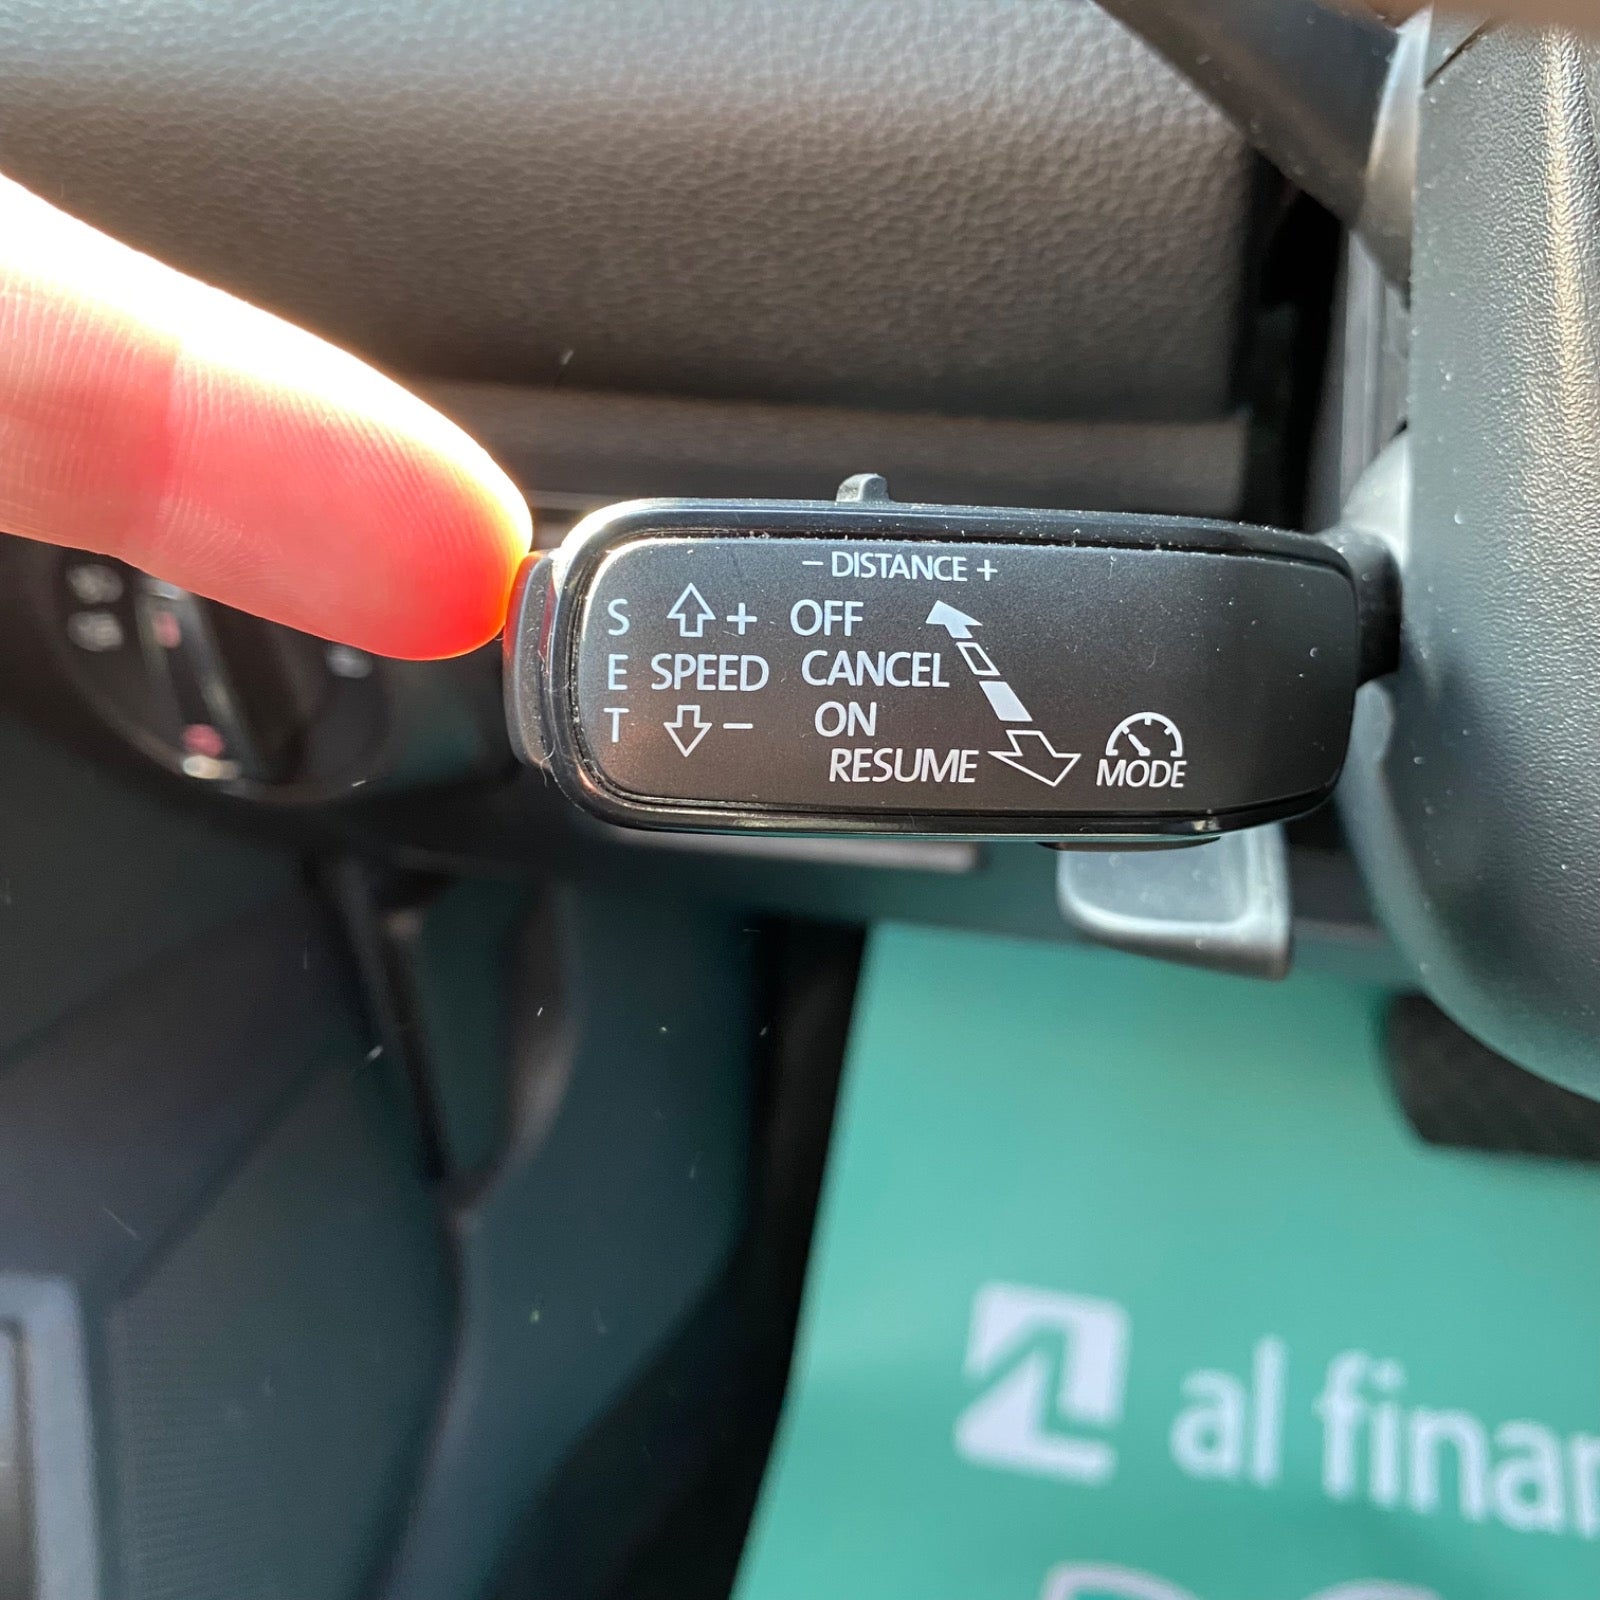 – DISTANCE +
S + OFF
E SPEED CANCEL
T – ON
RESUME
MODE
al finan